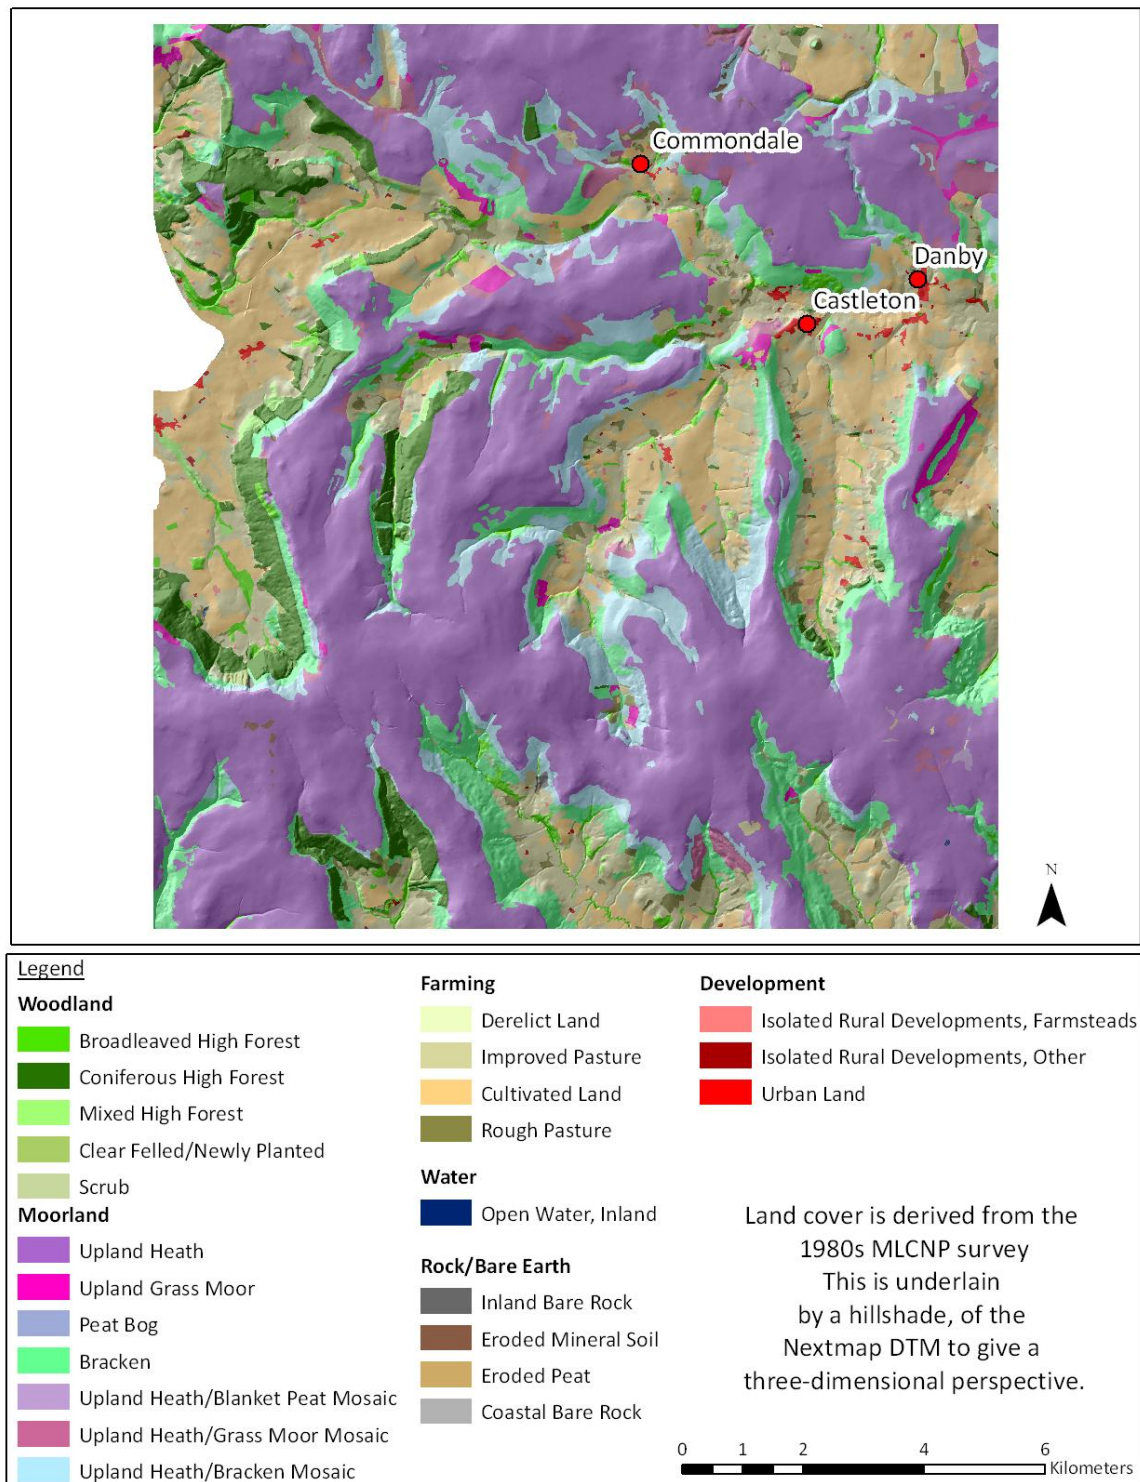 Commondale
Danby
Castleton
N
Legend
Woodland
Broadleaved High Forest
Coniferous High Forest
Mixed High Forest
Clear Felled/Newly Planted
Scrub
Moorland
Upland Heath
Upland Grass Moor
Peat Bog
Bracken
Upland Heath/Blanket Peat Mosaic
Upland Heath/Grass Moor Mosaic
Upland Heath/Bracken Mosaic
Farming
Derelict Land
Improved Pasture
Cultivated Land
Rough Pasture
Water
Open Water, Inland
Rock/Bare Earth
Inland Bare Rock
Eroded Mineral Soil
Eroded Peat
Coastal Bare Rock
Development
Isolated Rural Developments, Farmsteads
Isolated Rural Developments, Other
Urban Land
Land cover is derived from the
1980s MLCNP survey
This is underlain
by a hillshade, of the
Nextmap DTM to give a
three-dimensional perspective.
0 1 2 4 6
Kilometers